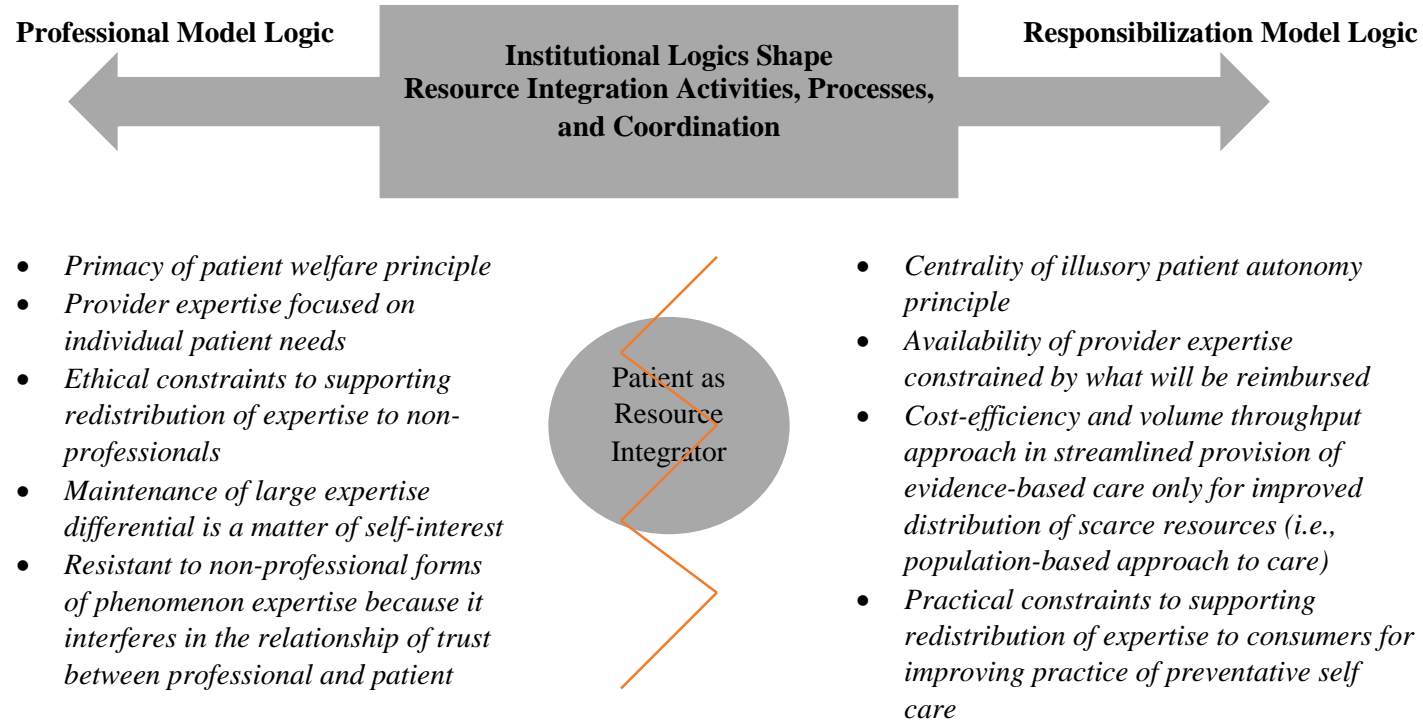 Professional Model Logic
Institutional Logics Shape
Resource Integration Activities, Processes,
and Coordination
Responsibilization Model Logic
• Primacy of patient welfare principle
• Provider expertise focused on
individual patient needs
• Ethical constraints to supporting
redistribution of expertise to non-
professionals
• Maintenance of large expertise
differential is a matter of self-interest
• Resistant to non-professional forms
of phenomenon expertise because it
interferes in the relationship of trust
between professional and patient
Patient as
Resource
Integrator
• Centrality of illusory patient autonomy
principle
• Availability of provider expertise
constrained by what will be reimbursed
• Cost-efficiency and volume throughput
approach in streamlined provision of
evidence-based care only for improved
distribution of scarce resources (i.e.,
population-based approach to care)
• Practical constraints to supporting
redistribution of expertise to consumers for
improving practice of preventative self
care